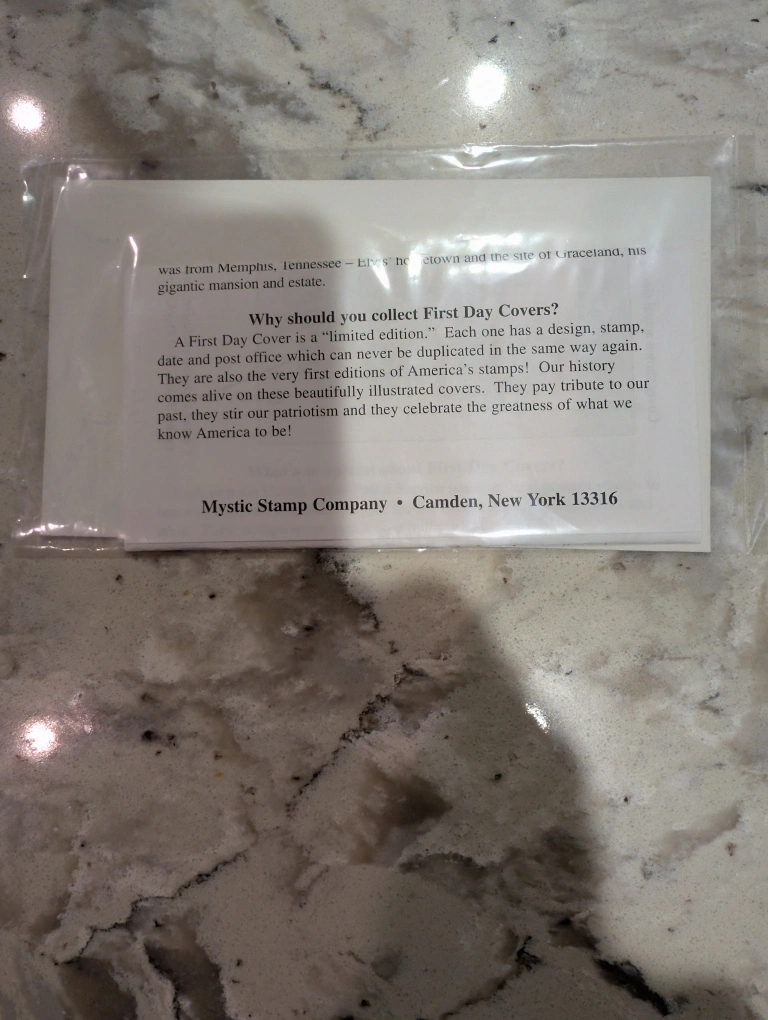 was from Memphis, Tennessee – Elvis' hometown and the site of Graceland, his
gigantic mansion and estate.
Why should you collect First Day Covers?
A First Day Cover is a “limited edition.” Each one has a design, stamp,
date and post office which can never be duplicated in the same way again.
They are also the very first editions of America's stamps! Our history
comes alive on these beautifully illustrated covers. They pay tribute to our
past, they stir our patriotism and they celebrate the greatness of what we
know America to be!
Mystic Stamp Company • Camden, New York 13316